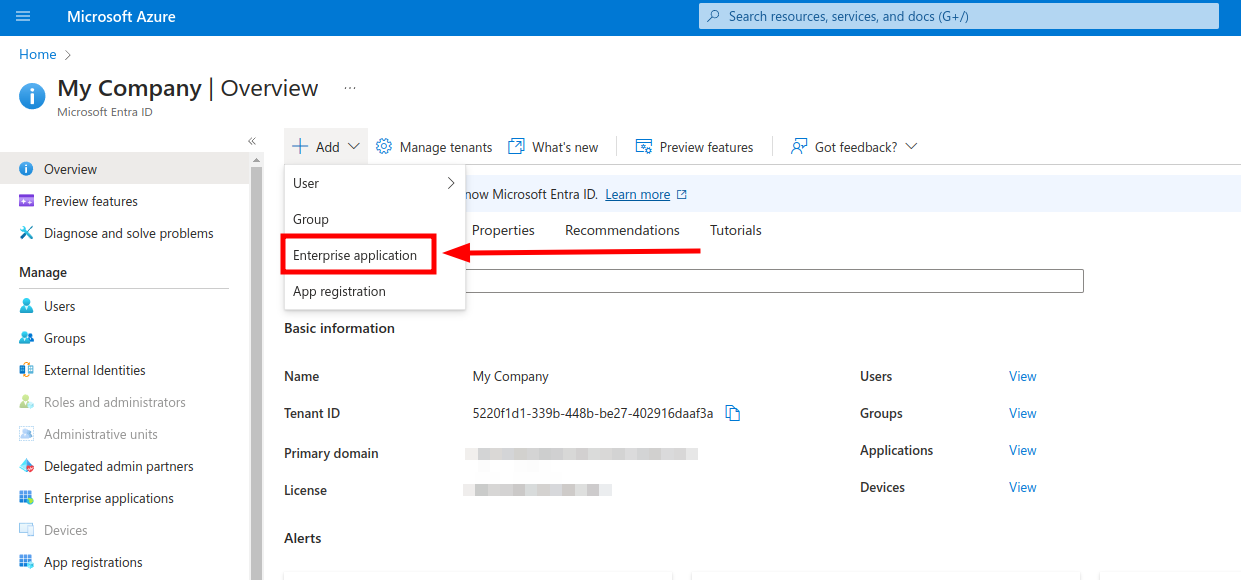 Microsoft Azure
Search resources, services, and docs (G+/)
Home
My Company | Overview
Microsoft Entra ID
Add
Manage tenants
What's new
Preview features
Got feedback?
Overview
Preview features
Diagnose and solve problems
Manage
Users
Groups
External Identities
Roles and administrators
Administrative units
Delegated admin partners
Enterprise applications
Devices
App registrations
User
Group
Enterprise application
App registration
now Microsoft Entra ID. Learn more
Properties
Recommendations
Tutorials
Basic information
Name
My Company
Users
View
Tenant ID
5220f1d1-339b-448b-be27-402916daaf3a
Groups
View
Primary domain
Applications
View
License
Devices
View
Alerts